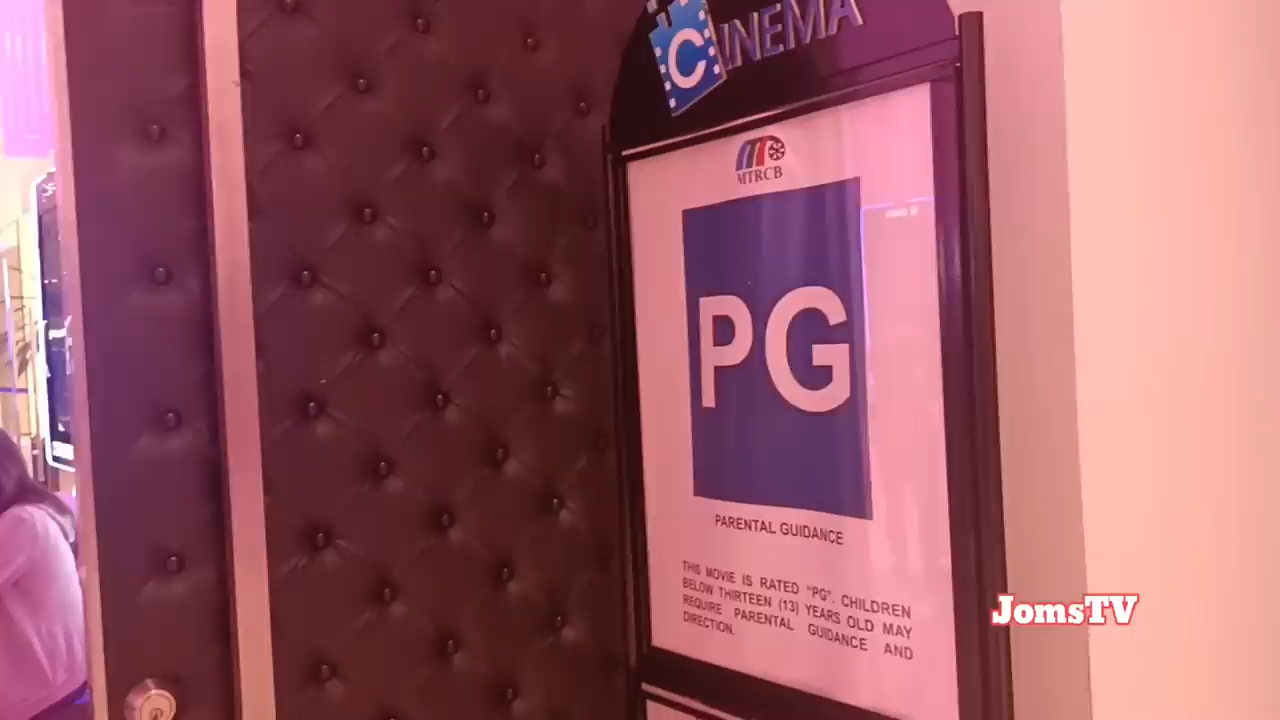 CINEMA
MTRCB
PG
PARENTAL GUIDANCE
THIS MOVIE IS RATED "PG". CHILDREN
BELOW THIRTEEN (13) YEARS OLD MAY
REQUIRE PARENTAL GUIDANCE AND
DIRECTION.
JomsTV